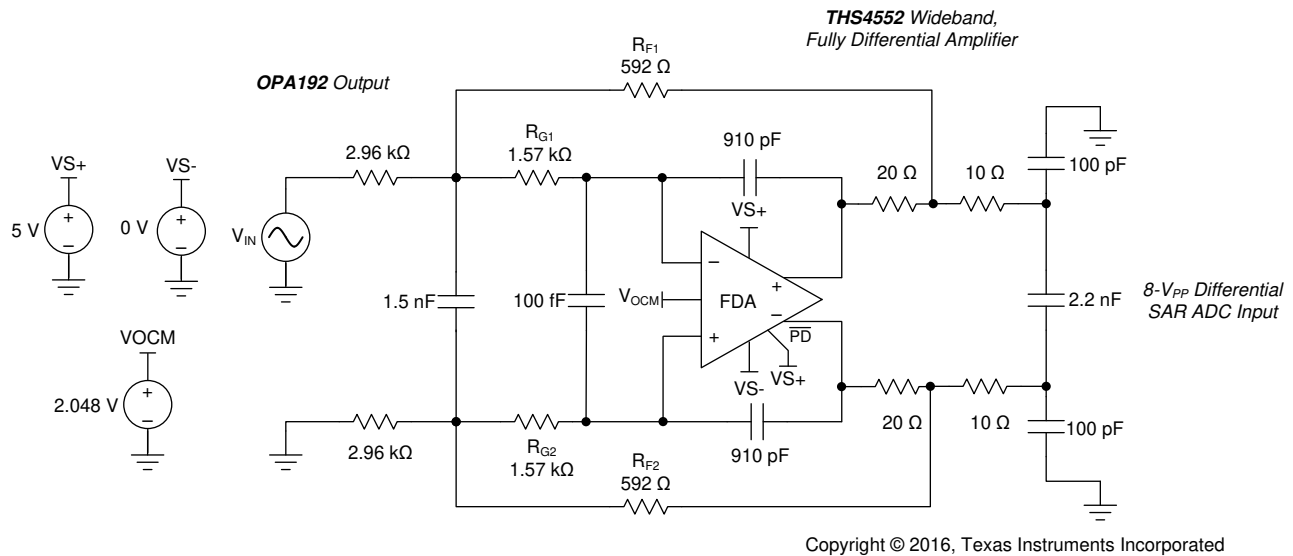 THS4552 Wideband,
Fully Differential Amplifier
OPA192 Output
RF1
592 Ω
VS+
VS-
5 V
+
−
0 V
+
−
VIN
2.96 kΩ
RG1
1.57 kΩ
910 pF
20 Ω
10 Ω
100 pF
VS+
−
+
VOCM
FDA
+
−
PD
VS-
VS+
1.5 nF
100 fF
2.2 nF
8-VPP Differential
SAR ADC Input
VOCM
2.048 V
+
−
2.96 kΩ
RG2
1.57 kΩ
910 pF
20 Ω
10 Ω
100 pF
RF2
592 Ω
Copyright © 2016, Texas Instruments Incorporated